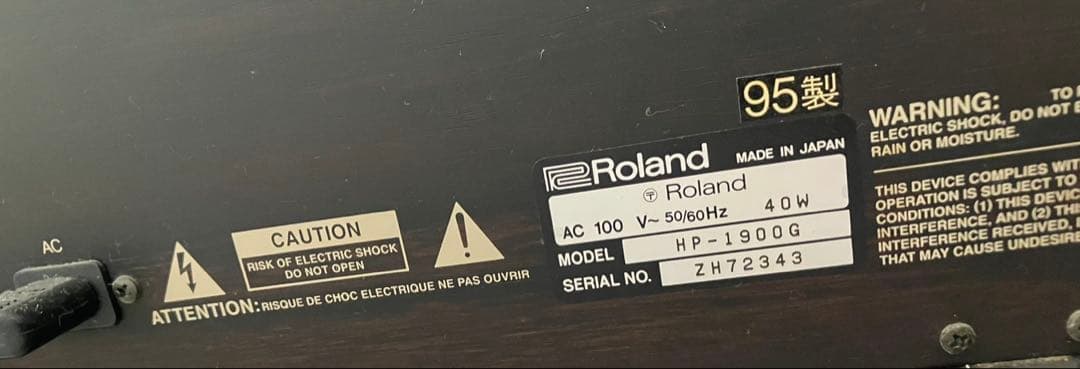 AC
CAUTION
RISK OF ELECTRIC SHOCK
DO NOT OPEN
ATTENTION: RISQUE DE CHOC ELECTRIQUE NE PAS OUVRIR
95製
Roland MADE IN JAPAN
〶 Roland
AC 100 V~ 50/60Hz 40W
MODEL HP-1900G
SERIAL NO. ZH72343
WARNING: TO
ELECTRIC SHOCK, DO NOT
RAIN OR MOISTURE.
THIS DEVICE COMPLIES WIT
OPERATION IS SUBJECT TO
CONDITIONS: (1) THIS DEVIC
INTERFERENCE, AND (2) TH
INTERFERENCE RECEIVED,
THAT MAY CAUSE UNDESIRE